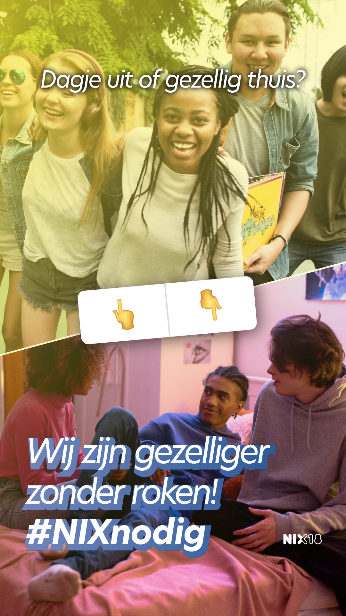 Dagje uit of gezellig thuis?
Wij zijn gezelliger
zonder roken!
#NIXnodig
NIX18